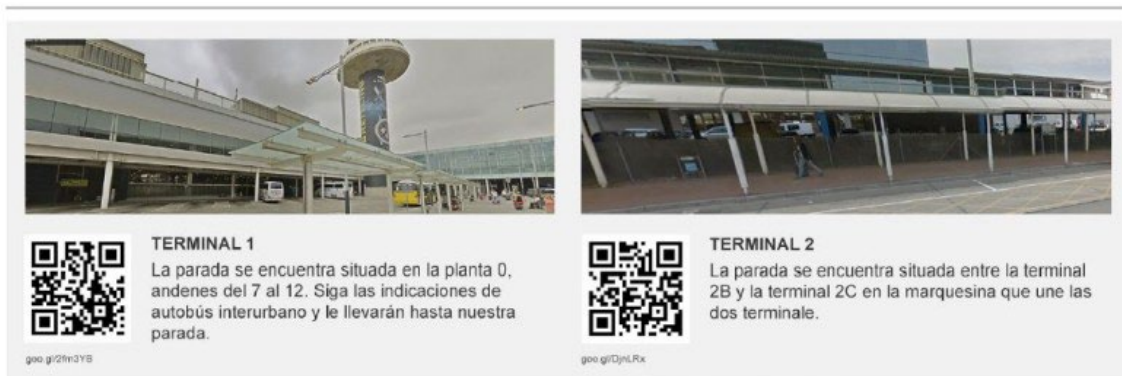 TERMINAL 1
La parada se encuentra situada en la planta 0,
andenes del 7 al 12. Siga las indicaciones de
autobús interurbano y le llevarán hasta nuestra
parada.
goo.gl/2fm3YB
TERMINAL 2
La parada se encuentra situada entre la terminal
2B y la terminal 2C en la marquesina que une las
dos terminale.
goo.gl/DjnLRx